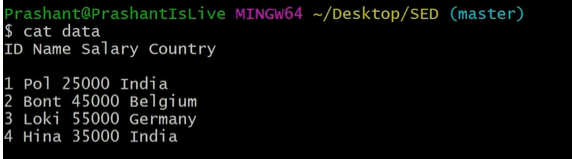 Prashant@PrashantIsLive MINGW64 ~/Desktop/SED (master)
$ cat data
ID Name Salary Country
1 Pol 25000 India
2 Bont 45000 Belgium
3 Loki 55000 Germany
4 Hina 35000 India